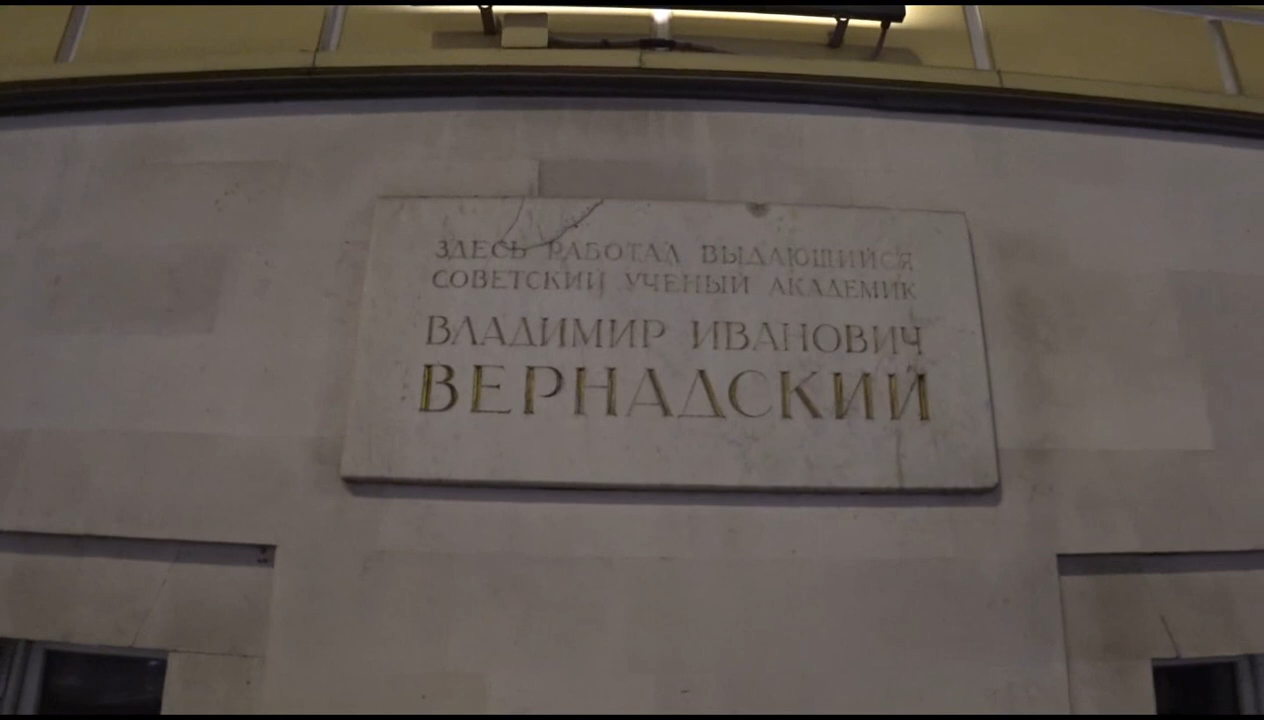 ЗДЕСЬ РАБОТАЛ ВЫДАЮЩИЙСЯ
СОВЕТСКИЙ УЧЕНЫЙ АКАДЕМИК
ВЛАДИМИР ИВАНОВИЧ
ВЕРНАДСКИЙ